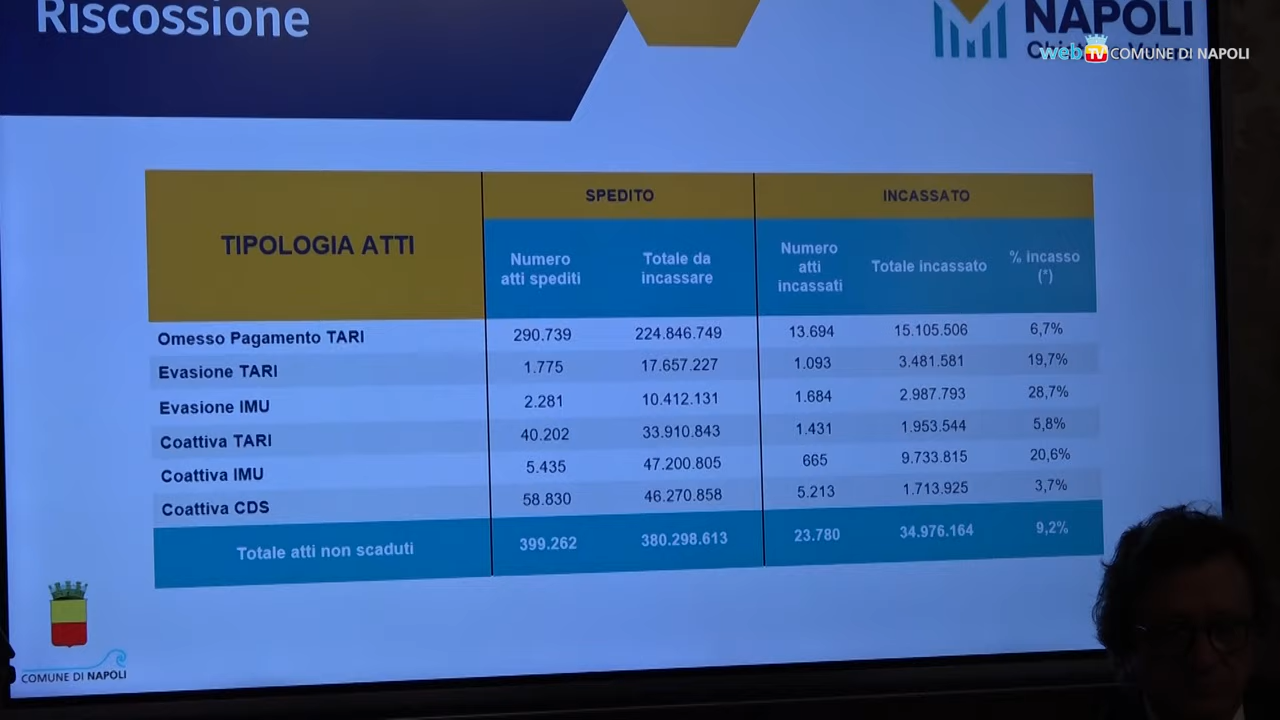 Riscossione
NAPOLI
webTV COMUNE DI NAPOLI
TIPOLOGIA ATTI
SPEDITO
INCASSATO
Numero
atti spediti
Totale da
incassare
Numero
atti
incassati
Totale incassato
% incasso
(*)
Omesso Pagamento TARI 290.739 224.846.749 13.694 15.105.506 6,7%
Evasione TARI 1.775 17.657.227 1.093 3.481.581 19,7%
Evasione IMU 2.281 10.412.131 1.684 2.987.793 28,7%
Coattiva TARI 40.202 33.910.843 1.431 1.953.544 5,8%
Coattiva IMU 5.435 47.200.805 665 9.733.815 20,6%
Coattiva CDS 58.830 46.270.858 5.213 1.713.925 3,7%
Totale atti non scaduti 399.262 380.298.613 23.780 34.976.164 9,2%
COMUNE DI NAPOLI